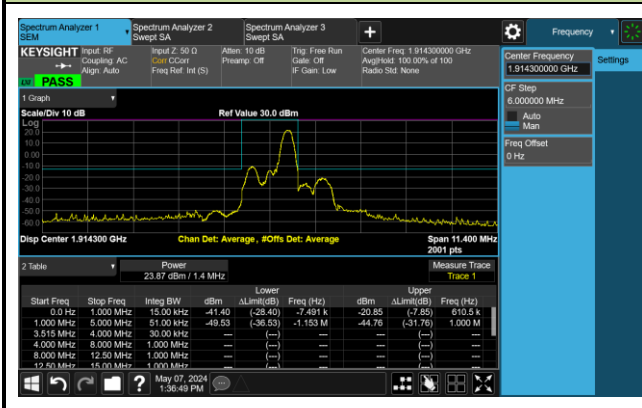 Spectrum Analyzer 1
SEM
Spectrum Analyzer 2
Swept SA
Spectrum Analyzer 3
Swept SA
+
Frequency
KEYSIGHT
Input: RF
Coupling: AC
Align: Auto
Input Z: 50 Ω
Corr CCorr
Freq Ref: Int (S)
Atten: 10 dB
Preamp: Off
Trig: Free Run
Gate: Off
IF Gain: Low
Center Freq: 1.914300000 GHz
Avg|Hold: 100.00% of 100
Radio Std: None
PASS
Center Frequency
1.914300000 GHz
Settings
CF Step
6.000000 MHz
Auto
Man
Freq Offset
0 Hz
1 Graph
Scale/Div 10 dB
Ref Value 30.0 dBm
Log
20.0
10.0
0.00
-10.0
-20.0
-30.0
-40.0
-50.0
-60.0
Disp Center 1.914300 GHz
Chan Det: Average , #Offs Det: Average
Span 11.400 MHz
2001 pts
2 Table
Power
23.87 dBm / 1.4 MHz
Measure Trace
Trace 1
Lower Upper
Start Freq Stop Freq Integ BW dBm ΔLimit(dB) Freq (Hz) dBm ΔLimit(dB) Freq (Hz)
0.0 Hz 1.000 MHz 15.00 kHz -41.40 (-28.40) -7.491 k -20.85 (-7.85) 610.5 k
1.000 MHz 5.000 MHz 51.00 kHz -49.53 (-36.53) -1.153 M -44.76 (-31.76) 1.000 M
3.515 MHz 4.000 MHz 30.00 kHz --- (---) --- --- (---) ---
4.000 MHz 8.000 MHz 1.000 MHz --- (---) --- --- (---) ---
8.000 MHz 12.50 MHz 1.000 MHz --- (---) --- --- (---) ---
12.50 MHz 15.00 MHz 1.000 MHz --- (---) --- --- (---) ---
?
May 07, 2024
1:36:49 PM